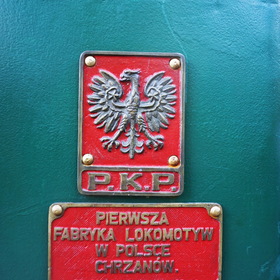 P.K.P.
PIERWSZA
FABRYKA LOKOMOTYW
W POLSCE
CHRZANÓW.